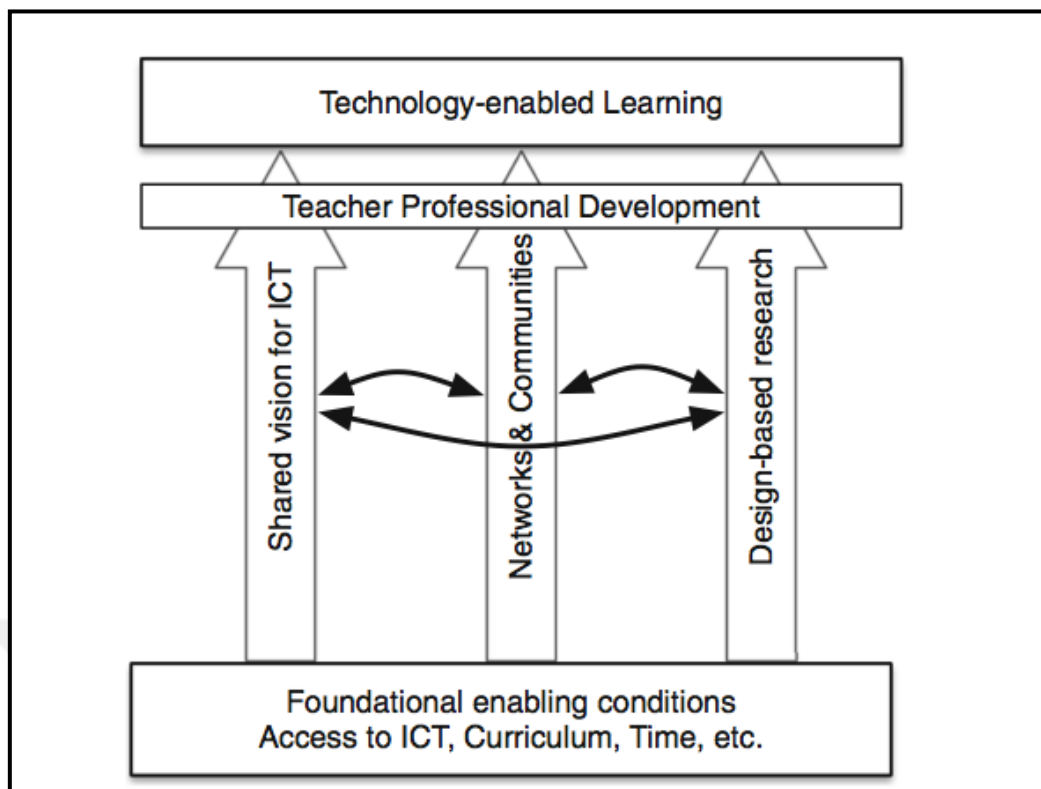 Technology-enabled Learning
Teacher Professional Development
Shared vision for ICT
Networks & Communities
Design-based research
Foundational enabling conditions
Access to ICT, Curriculum, Time, etc.